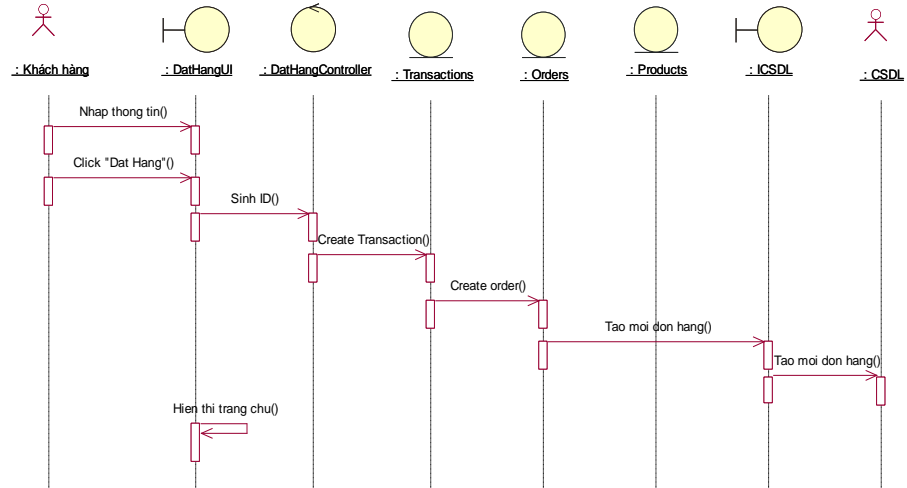 : Khách hàng
: DatHangUI
: DatHangController
: Transactions
: Orders
: Products
: ICSDL
: CSDL
Nhap thong tin()
Click "Dat Hang"()
Sinh ID()
Create Transaction()
Create order()
Tao moi don hang()
Tao moi don hang()
Hien thi trang chu()